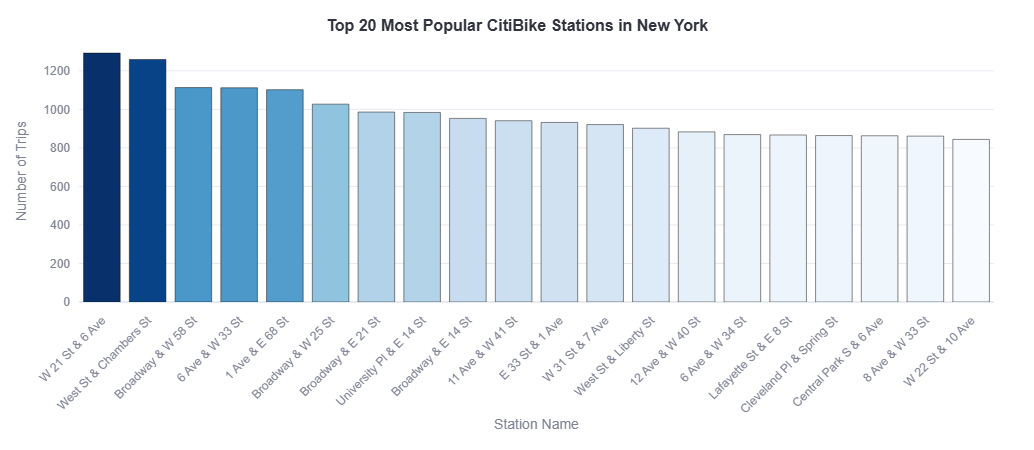 Top 20 Most Popular CitiBike Stations in New York
Number of Trips
1200
1000
800
600
400
200
0
W 21 St & 6 Ave
West St & Chambers St
Broadway & W 58 St
6 Ave & W 33 St
1 Ave & E 68 St
Broadway & W 25 St
Broadway & E 21 St
University Pl & E 14 St
Broadway & E 14 St
11 Ave & W 41 St
E 33 St & 1 Ave
W 31 St & 7 Ave
West St & Liberty St
12 Ave & W 40 St
6 Ave & W 34 St
Lafayette St & E 8 St
Cleveland Pl & Spring St
Central Park S & 6 Ave
8 Ave & W 33 St
W 22 St & 10 Ave
Station Name